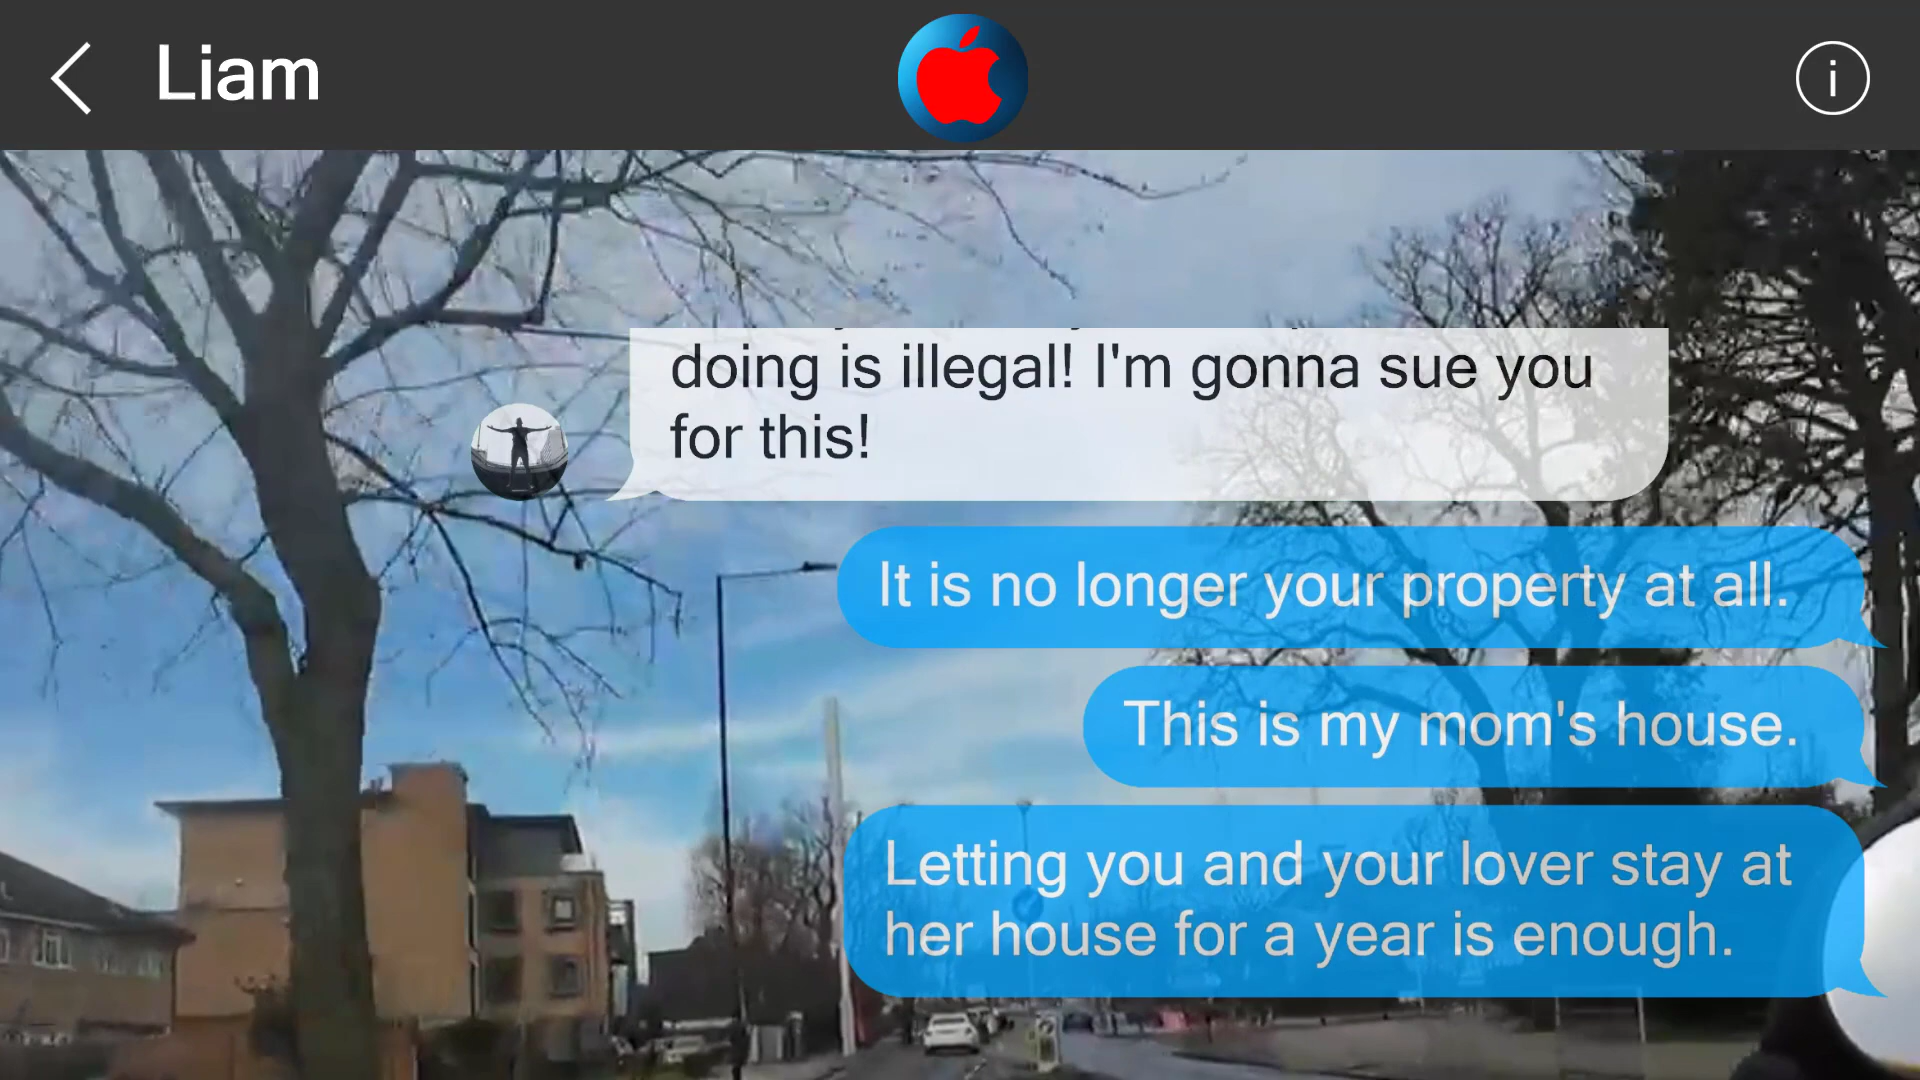 Liam
i
doing is illegal! I'm gonna sue you
for this!
It is no longer your property at all.
This is my mom's house.
Letting you and your lover stay at
her house for a year is enough.